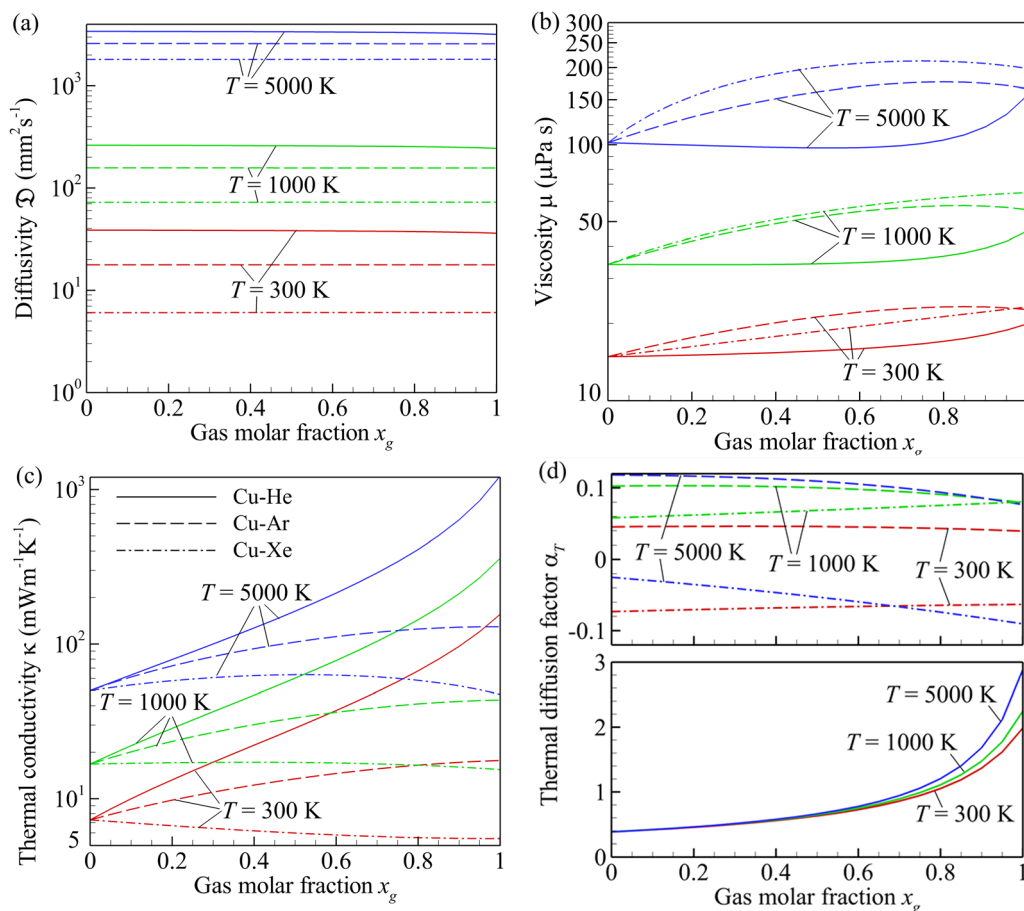 (a)
Diffusivity 𝔇 (mm²s⁻¹)
10³
10²
10¹
10⁰
T = 5000 K
T = 1000 K
T = 300 K
0 0.2 0.4 0.6 0.8 1
Gas molar fraction x_g
(b)
Viscosity μ (μPa s)
300
250
200
150
100
50
10
T = 5000 K
T = 1000 K
T = 300 K
0 0.2 0.4 0.6 0.8
Gas molar fraction x_g
(c)
Thermal conductivity κ (mWm⁻¹K⁻¹)
10³
10²
10¹
5
Cu-He
Cu-Ar
Cu-Xe
T = 5000 K
T = 1000 K
T = 300 K
0 0.2 0.4 0.6 0.8 1
Gas molar fraction x_g
(d)
Thermal diffusion factor α_T
0.1
0
-0.1
T = 5000 K
T = 1000 K
T = 300 K
3
2
1
0
T = 5000 K
T = 1000 K
T = 300 K
0 0.2 0.4 0.6 0.8 1
Gas molar fraction x_g